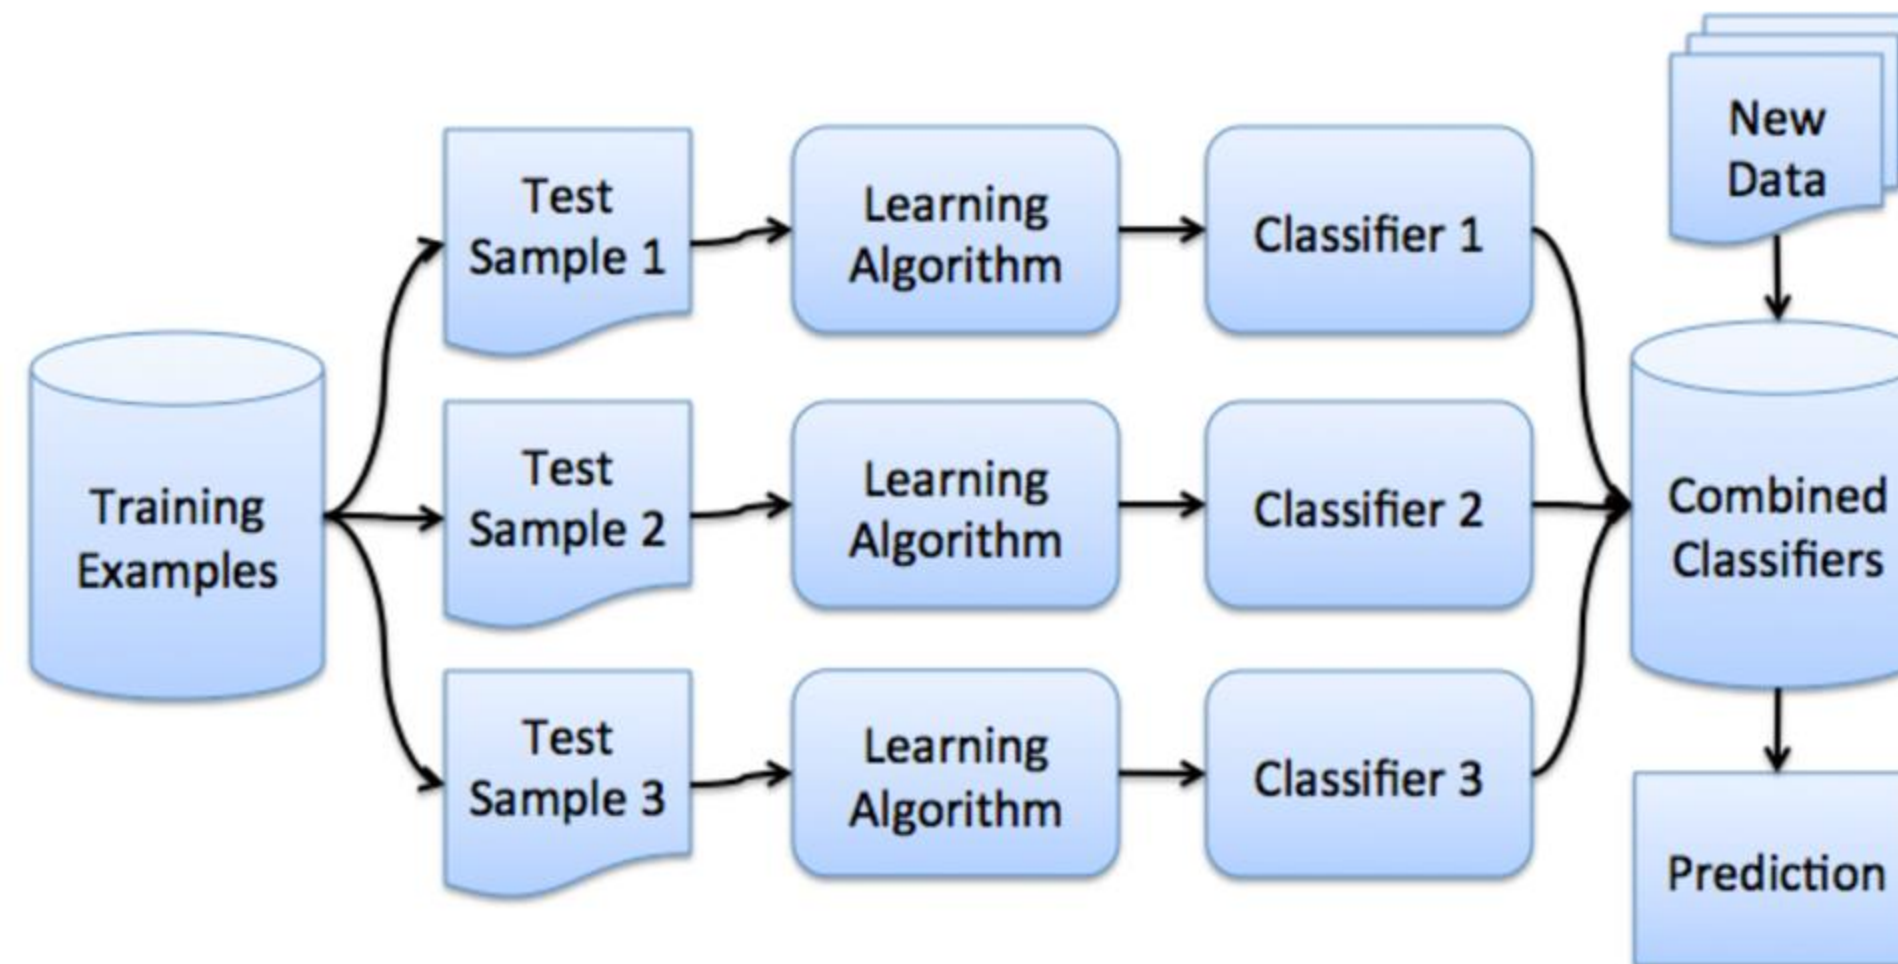 Training
Examples
Test
Sample 1
Learning
Algorithm
Classifier 1
Test
Sample 2
Learning
Algorithm
Classifier 2
Test
Sample 3
Learning
Algorithm
Classifier 3
New
Data
Combined
Classifiers
Prediction